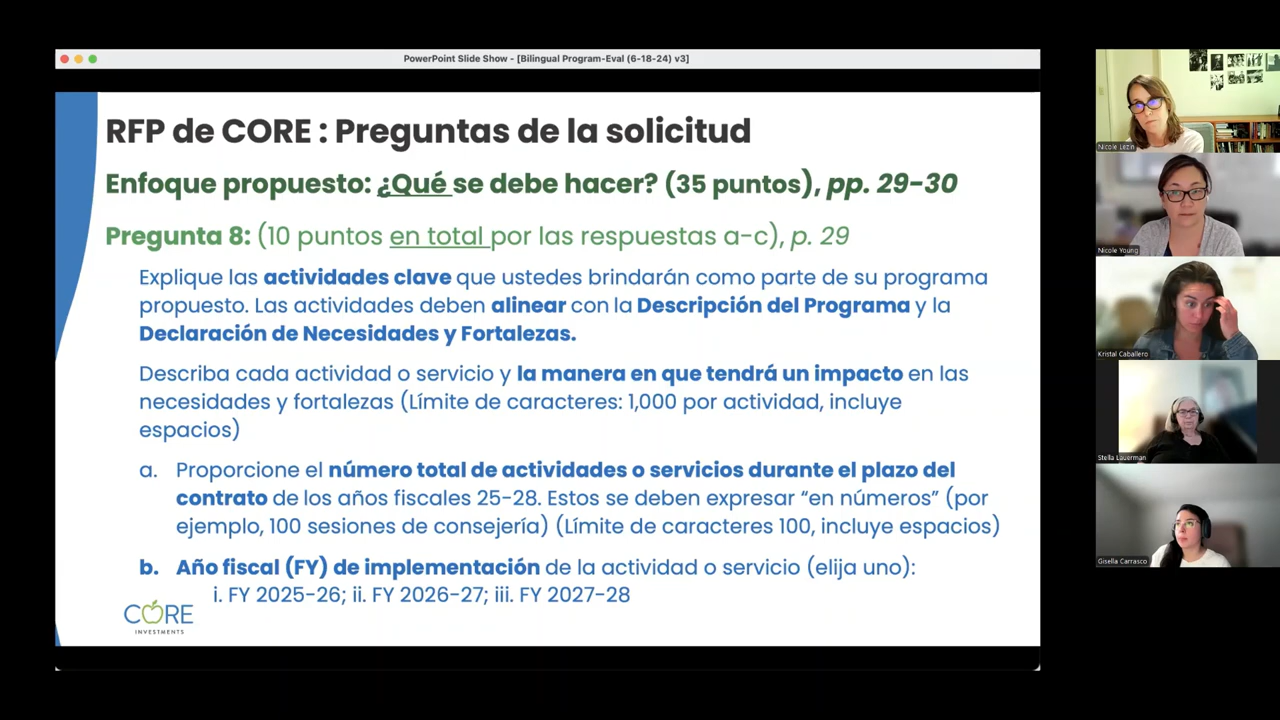 PowerPoint Slide Show - [Bilingual Program-Eval (6-18-24) v3]
RFP de CORE : Preguntas de la solicitud
Enfoque propuesto: ¿Qué se debe hacer? (35 puntos), pp. 29-30
Pregunta 8: (10 puntos en total por las respuestas a-c), p. 29
Explique las actividades clave que ustedes brindarán como parte de su programa
propuesto. Las actividades deben alinear con la Descripción del Programa y la
Declaración de Necesidades y Fortalezas.
Describa cada actividad o servicio y la manera en que tendrá un impacto en las
necesidades y fortalezas (Límite de caracteres: 1,000 por actividad, incluye
espacios)
a. Proporcione el número total de actividades o servicios durante el plazo del
contrato de los años fiscales 25-28. Estos se deben expresar “en números” (por
ejemplo, 100 sesiones de consejería) (Límite de caracteres 100, incluye espacios)
b. Año fiscal (FY) de implementación de la actividad o servicio (elija uno):
i. FY 2025-26; ii. FY 2026-27; iii. FY 2027-28
CORE
INVESTMENTS
Nicole Lezin
Nicole Young
Kristal Caballero
Stella Lauerman
Gisella Carrasco